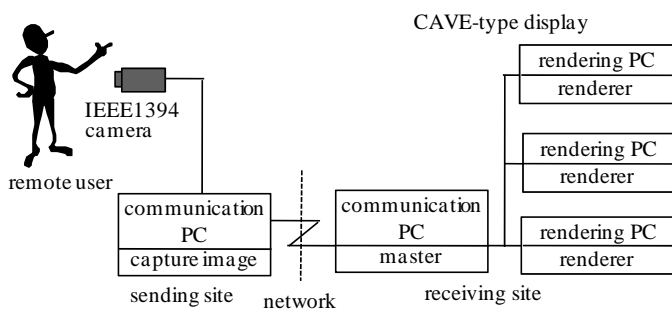 CAVE-type display
rendering PC
renderer
IEEE1394
camera
remote user
rendering PC
renderer
communication
PC
capture image
communication
PC
master
rendering PC
renderer
sending site
network
receiving site